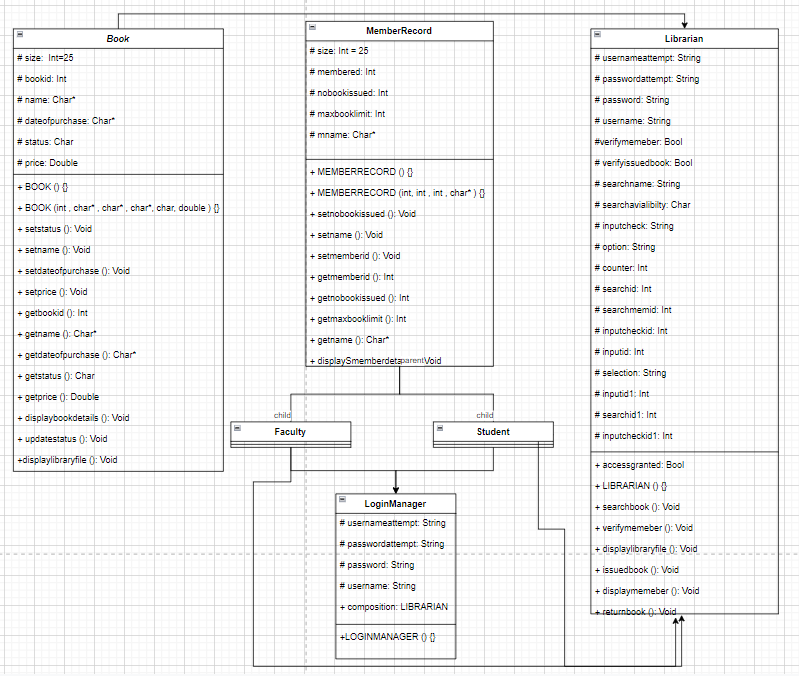 Book
# size:  Int=25
# bookid: Int
# name: Char*
# dateofpurchase: Char*
# status: Char
# price: Double
+ BOOK () {}
+ BOOK (int , char* , char* , char*, char, double ) {}
+ setstatus (): Void
+ setname (): Void
+ setdateofpurchase (): Void
+ setprice (): Void
+ getbookid (): Int
+ getname (): Char*
+ getdateofpurchase (): Char*
+ getstatus (): Char
+ getprice (): Double
+ displaybookdetails (): Void
+ updatestatus (): Void
+displaylibraryfile (): Void
MemberRecord
# size: Int = 25
# membered: Int
# nobookissued: Int
# maxbooklimit: Int
# mname: Char*
+ MEMBERRECORD () {}
+ MEMBERRECORD (int, int , int , char* ) {}
+ setnobookissued (): Void
+ setname (): Void
+ setmemberid (): Void
+ getmemberid (): Int
+ getnobookissued (): Int
+ getmaxbooklimit (): Int
+ getname (): Char*
+ displaySmemberdeta Void
parent
child
child
Faculty
Student
LoginManager
# usernameattempt: String
# passwordattempt: String
# password: String
# username: String
+ composition: LIBRARIAN
+LOGINMANAGER () {}
Librarian
# usernameattempt: String
# passwordattempt: String
# password: String
# username: String
#verifymemeber: Bool
# verifyissuedbook: Bool
# searchname: String
# searchavialibilty: Char
# inputcheck: String
# option: String
# counter: Int
# searchid: Int
# searchmemid: Int
# inputcheckid: Int
# inputid: Int
# selection: String
# inputid1: Int
# searchid1: Int
# inputcheckid1: Int
+ accessgranted: Bool
+ LIBRARIAN () {}
+ searchbook (): Void
+ verifymemeber (): Void
+ displaylibraryfile (): Void
+ issuedbook (): Void
+ displaymemeber (): Void
+ returnbook (): Void